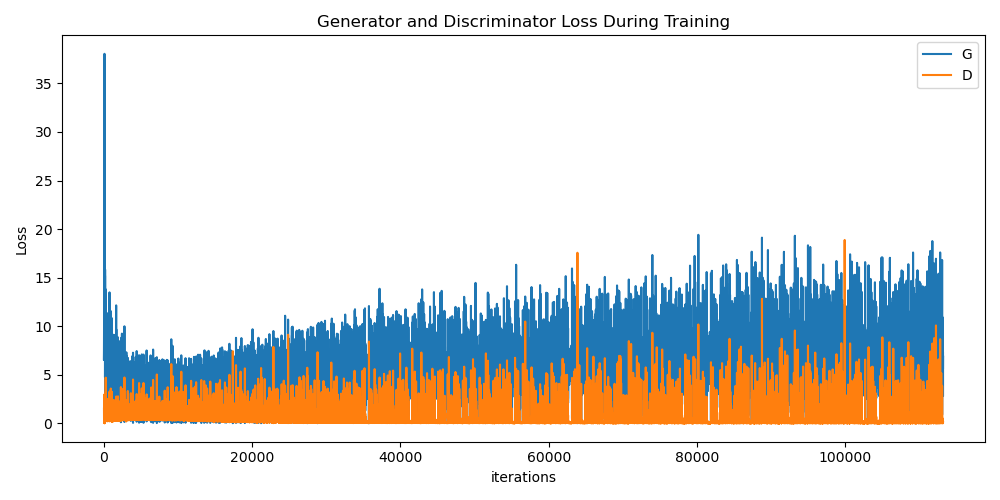 Generator and Discriminator Loss During Training
G
D
Loss
35
30
25
20
15
10
5
0
0 20000 40000 60000 80000 100000
iterations